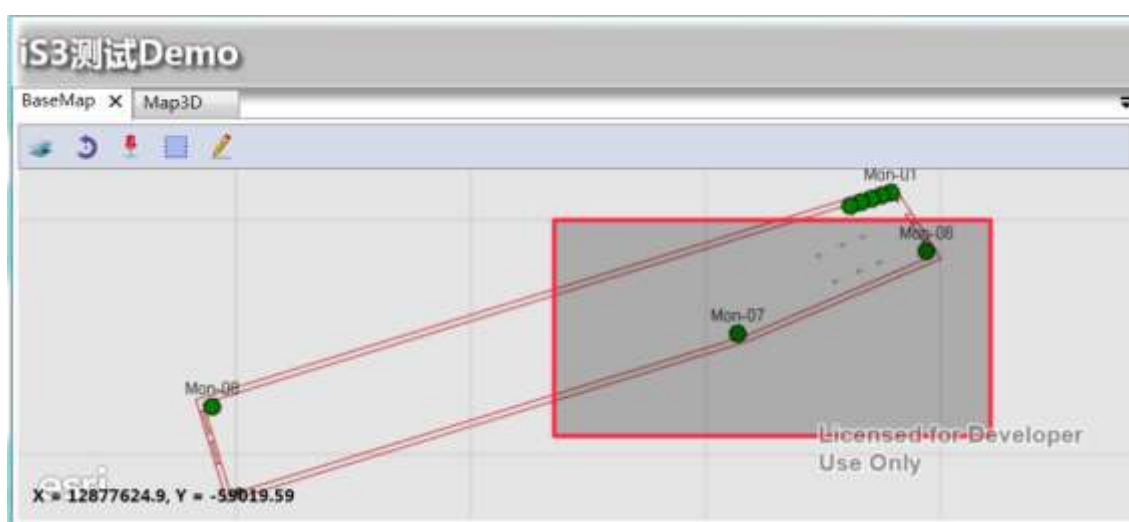 iS3测试Demo
BaseMap X Map3D
Mon-01
Mon-06
Mon-07
Mon-08
Licensed for Developer
Use Only
esri
X = 12877624.9, Y = -59019.59